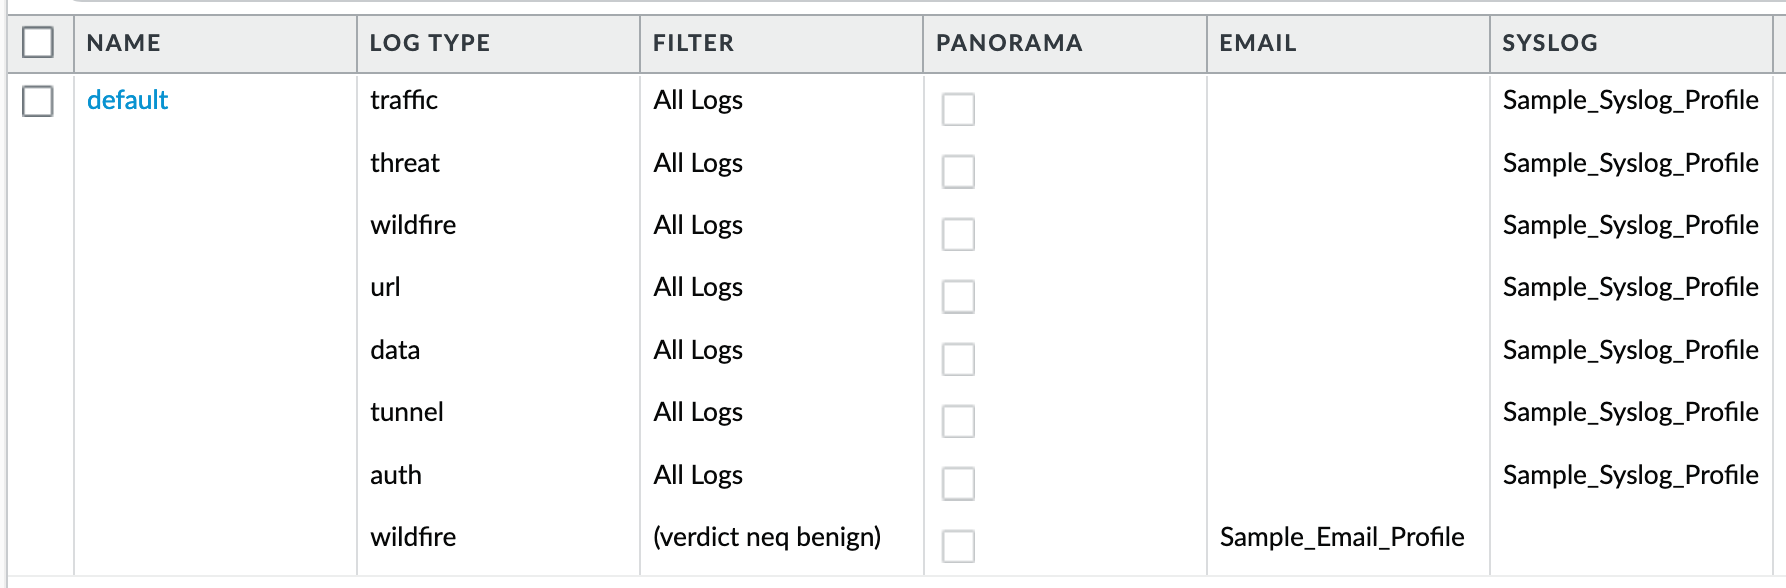 NAME LOG TYPE FILTER PANORAMA EMAIL SYSLOG
default traffic All Logs Sample_Syslog_Profile
threat All Logs Sample_Syslog_Profile
wildfire All Logs Sample_Syslog_Profile
url All Logs Sample_Syslog_Profile
data All Logs Sample_Syslog_Profile
tunnel All Logs Sample_Syslog_Profile
auth All Logs Sample_Syslog_Profile
wildfire (verdict neq benign) Sample_Email_Profile